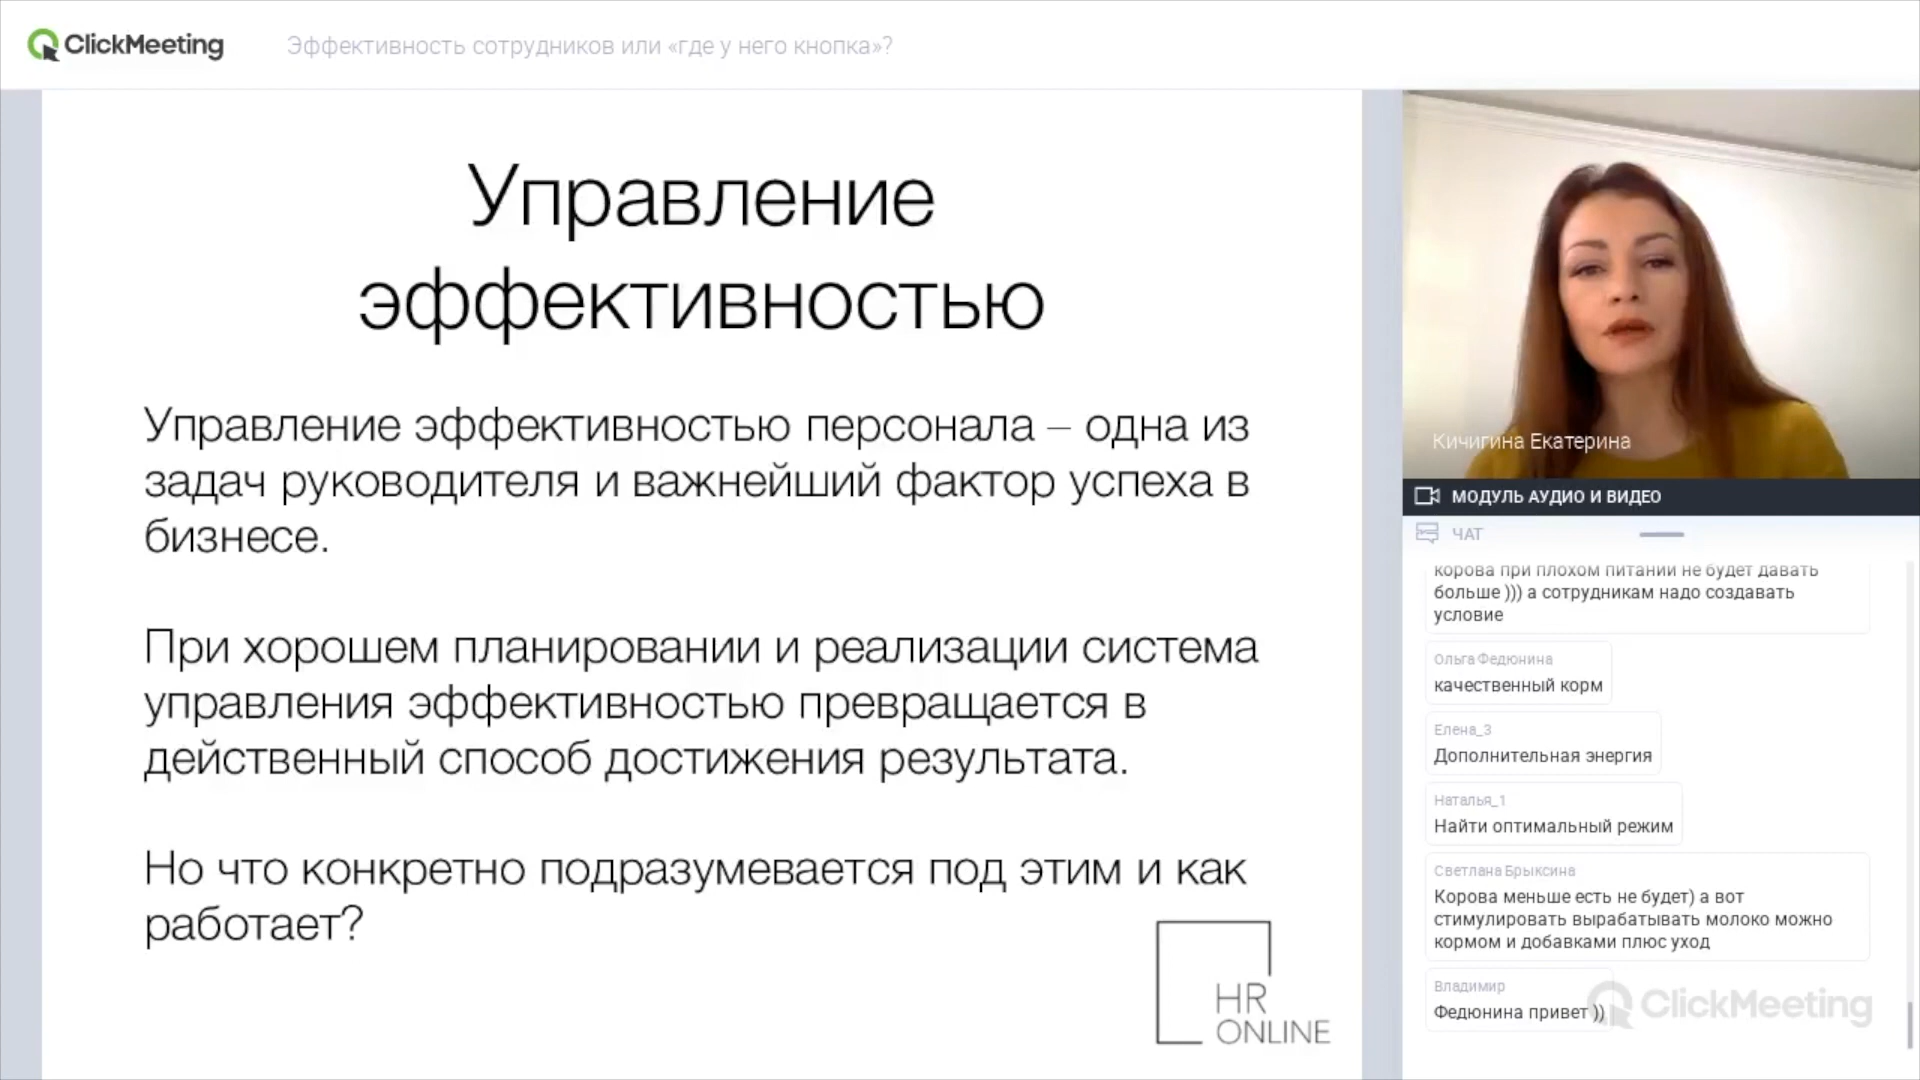 ClickMeeting
Эффективность сотрудников или «где у него кнопка»?
Управление
эффективностью
Управление эффективностью персонала – одна из
задач руководителя и важнейший фактор успеха в
бизнесе.
При хорошем планировании и реализации система
управления эффективностью превращается в
действенный способ достижения результата.
Но что конкретно подразумевается под этим и как
работает?
HR
ONLINE
Кичигина Екатерина
МОДУЛЬ АУДИО И ВИДЕО
ЧАТ
корова при плохом питании не будет давать
больше ))) а сотрудникам надо создавать
условие
Ольга Федюнина
качественный корм
Елена_3
Дополнительная энергия
Наталья_1
Найти оптимальный режим
Светлана Брыксина
Корова меньше есть не будет) а вот
стимулировать вырабатывать молоко можно
кормом и добавками плюс уход
Владимир
Федюнина привет ))
ClickMeeting